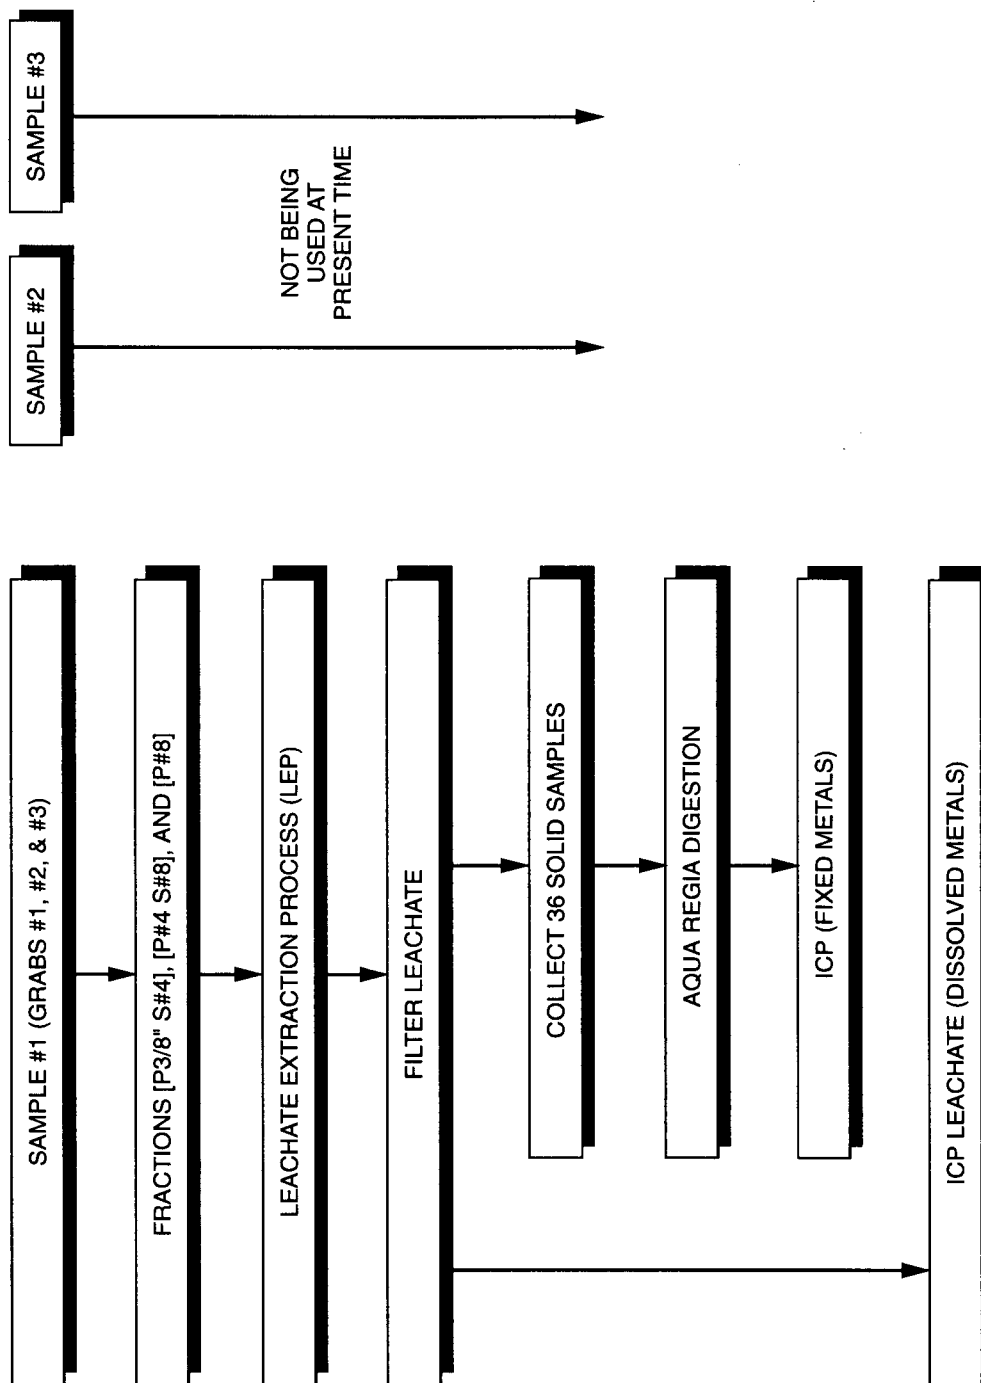 SAMPLE #1 (GRABS #1, #2, & #3)
FRACTIONS [P3/8" S#4], [P#4 S#8], AND [P#8]
LEACHATE EXTRACTION PROCESS (LEP)
FILTER LEACHATE
COLLECT 36 SOLID SAMPLES
AQUA REGIA DIGESTION
ICP (FIXED METALS)
ICP LEACHATE (DISSOLVED METALS)
SAMPLE #2
SAMPLE #3
NOT BEING
USED AT
PRESENT TIME